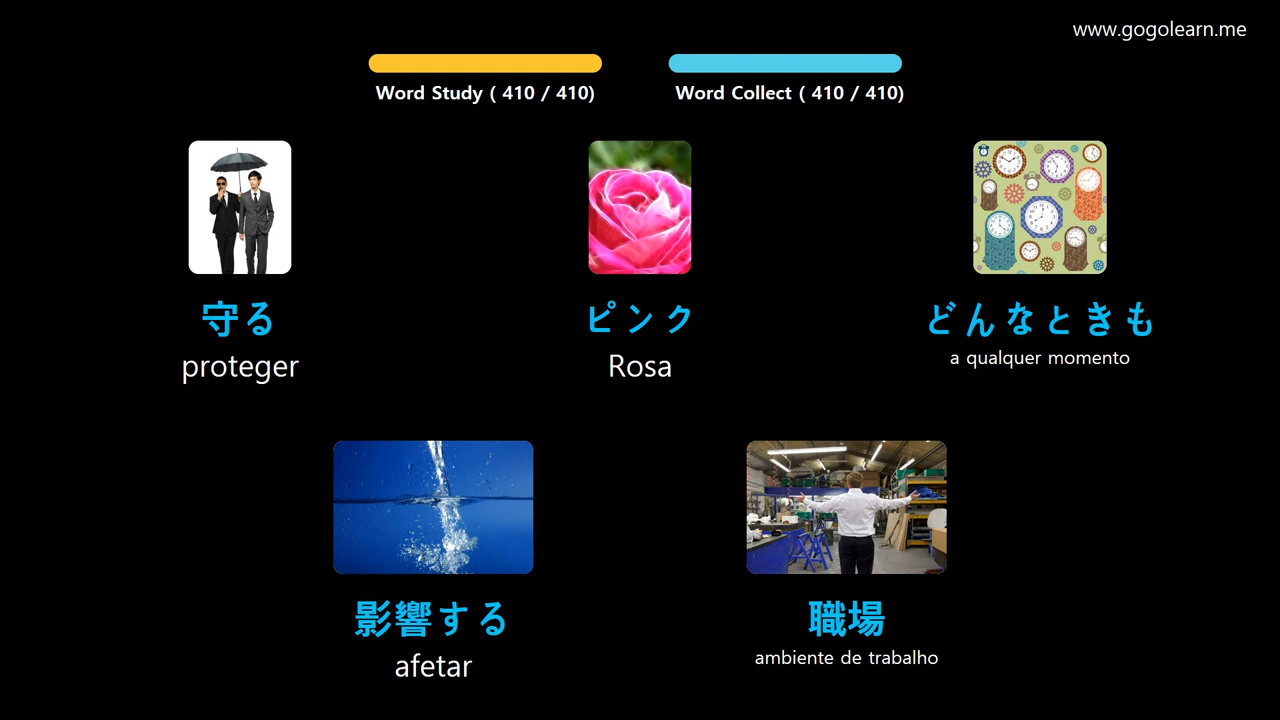 www.gogolearn.me
Word Study ( 410 / 410)
Word Collect ( 410 / 410)
守る
proteger
ピンク
Rosa
どんなときも
a qualquer momento
影響する
afetar
職場
ambiente de trabalho